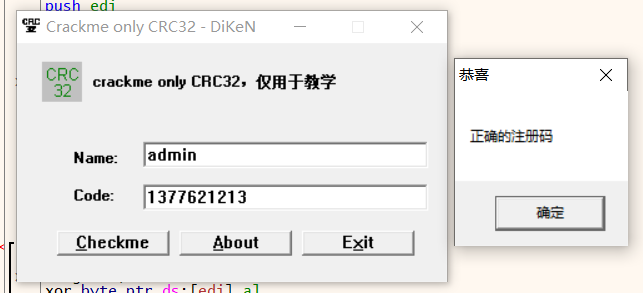 push edi
CRC
32
Crackme only CRC32 - DiKeN
CRC
32
crackme only CRC32，仅用于教学
Name:
admin
Code:
1377621213
Checkme
About
Exit
恭喜
正确的注册码
确定
xor byte ptr ds:[edi],al